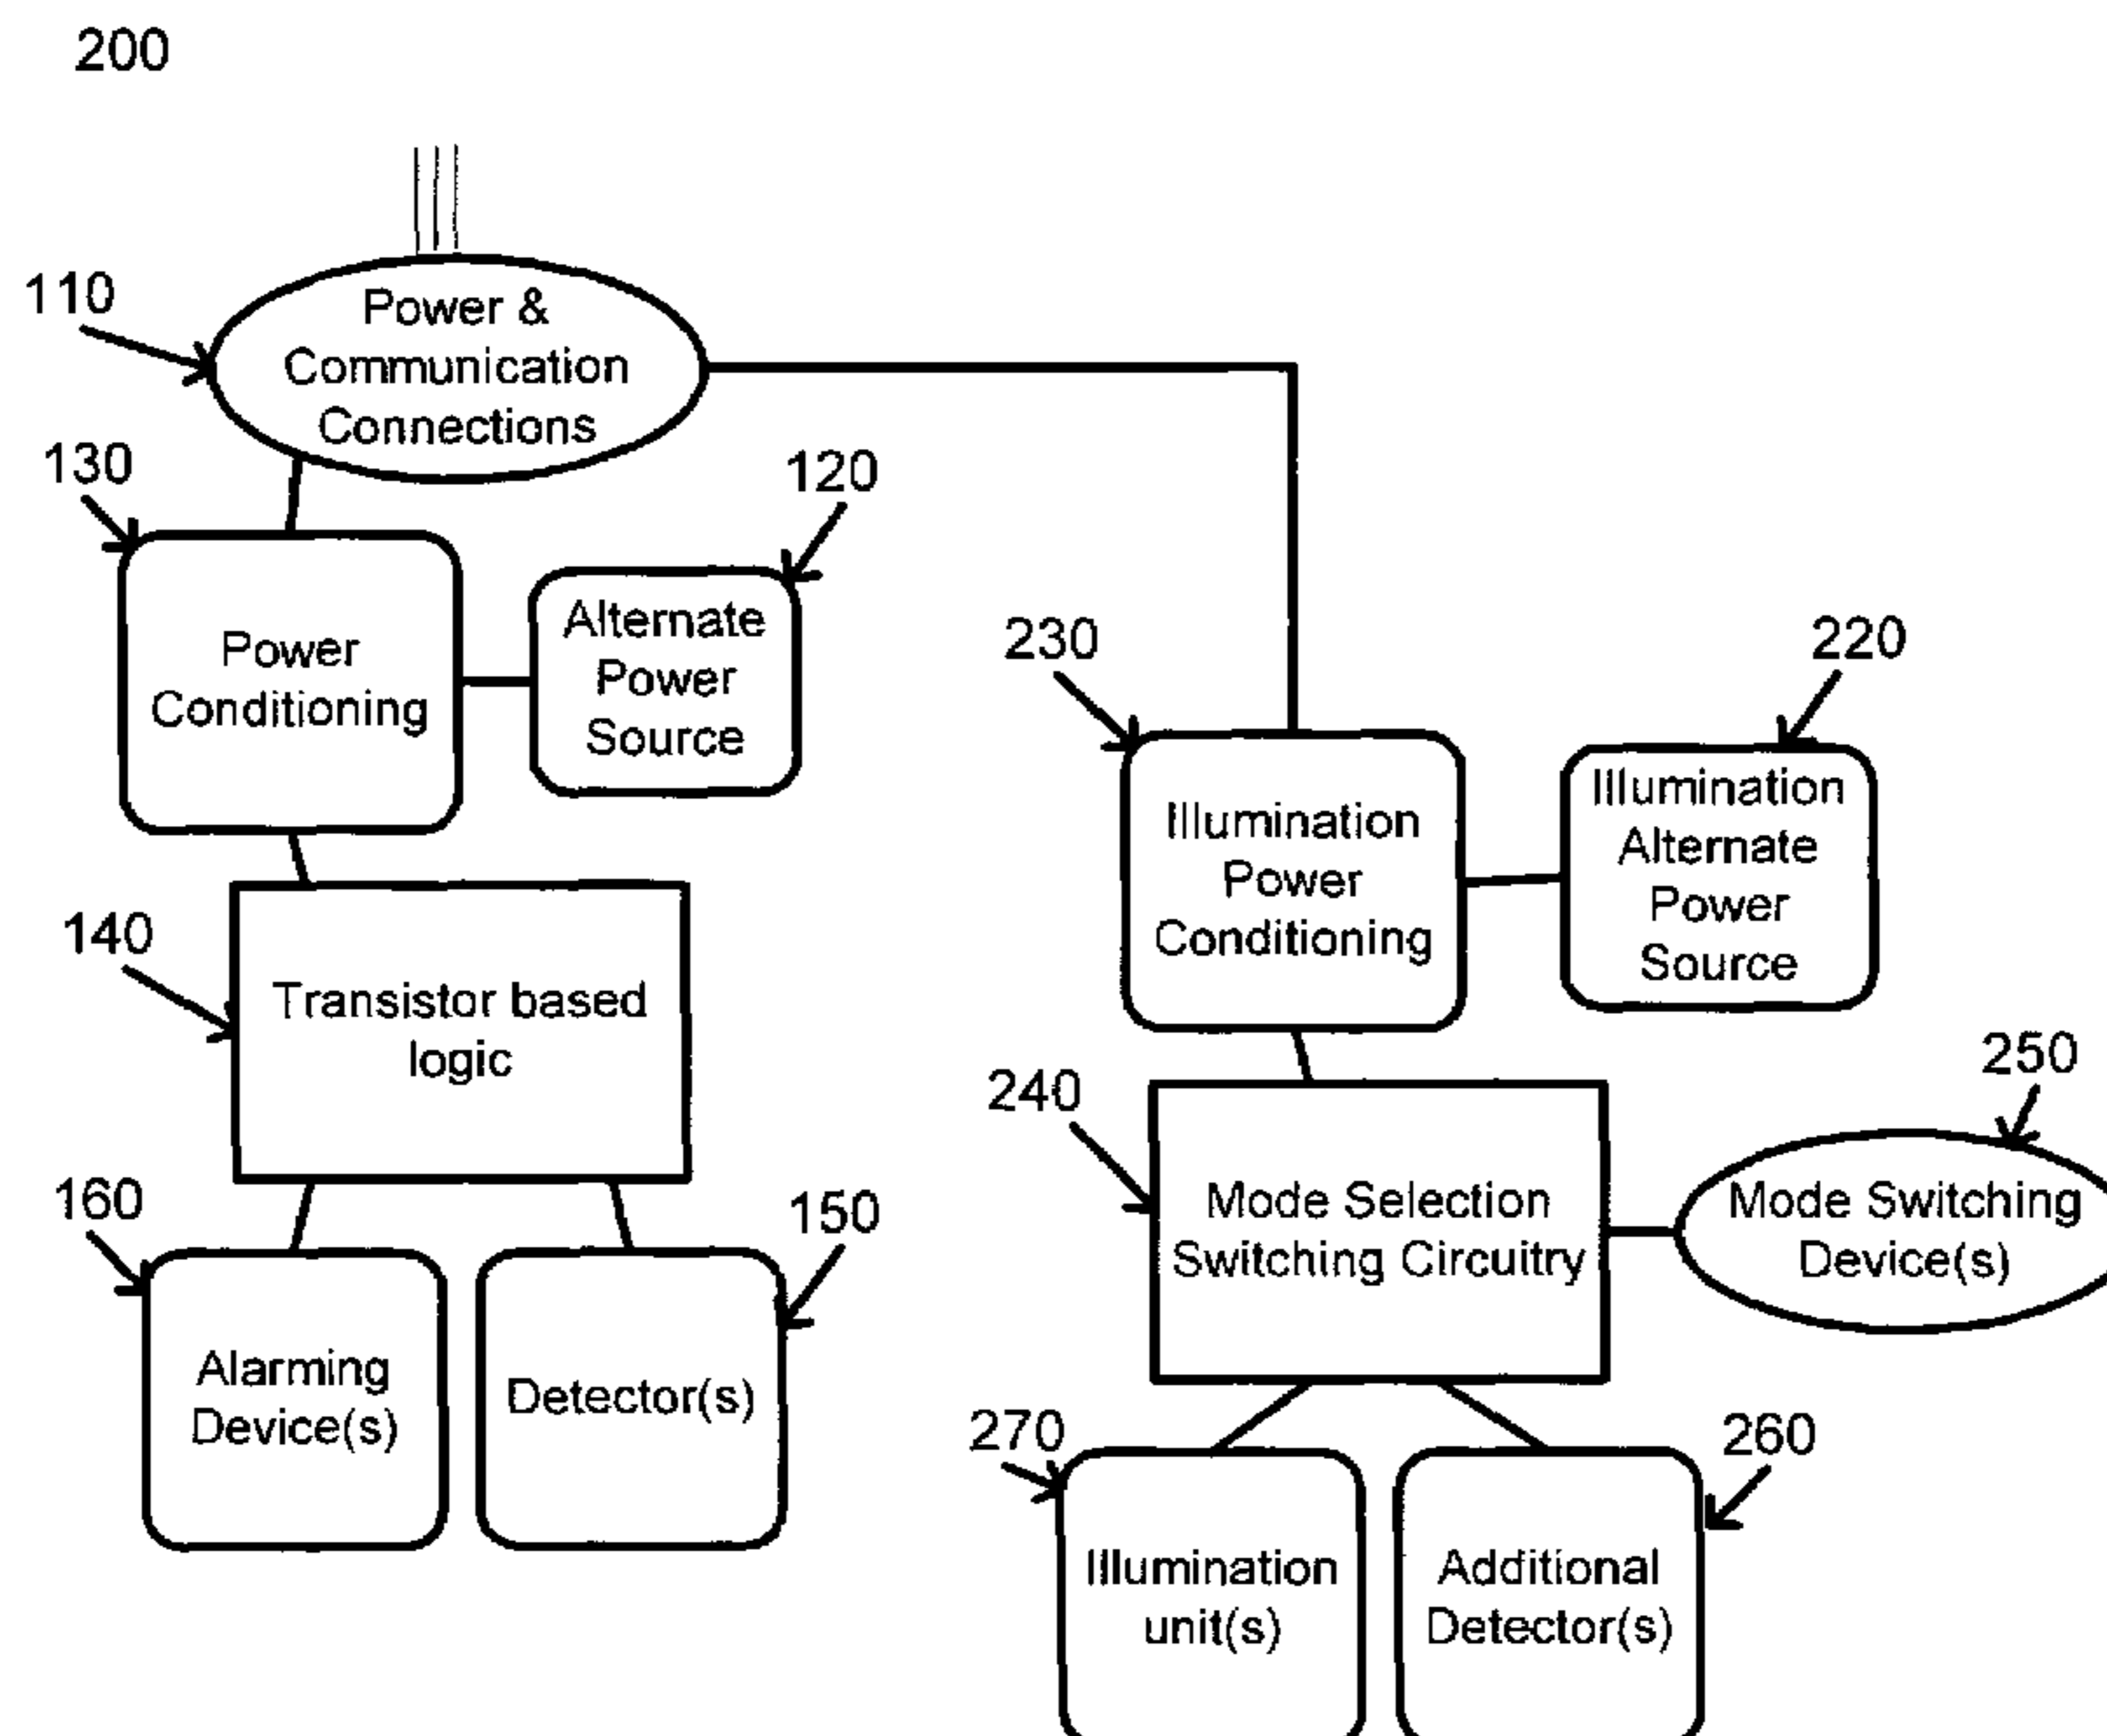 200
110
Power &
Communication
Connections
130
120
Power
Conditioning
Alternate
Power
Source
230
220
Illumination
Power
Conditioning
Illumination
Alternate
Power
Source
140
Transistor based
logic
240
250
Mode Selection
Switching Circuitry
Mode Switching
Device(s)
160
150
Alarming
Device(s)
Detector(s)
270
260
Illumination
unit(s)
Additional
Detector(s)